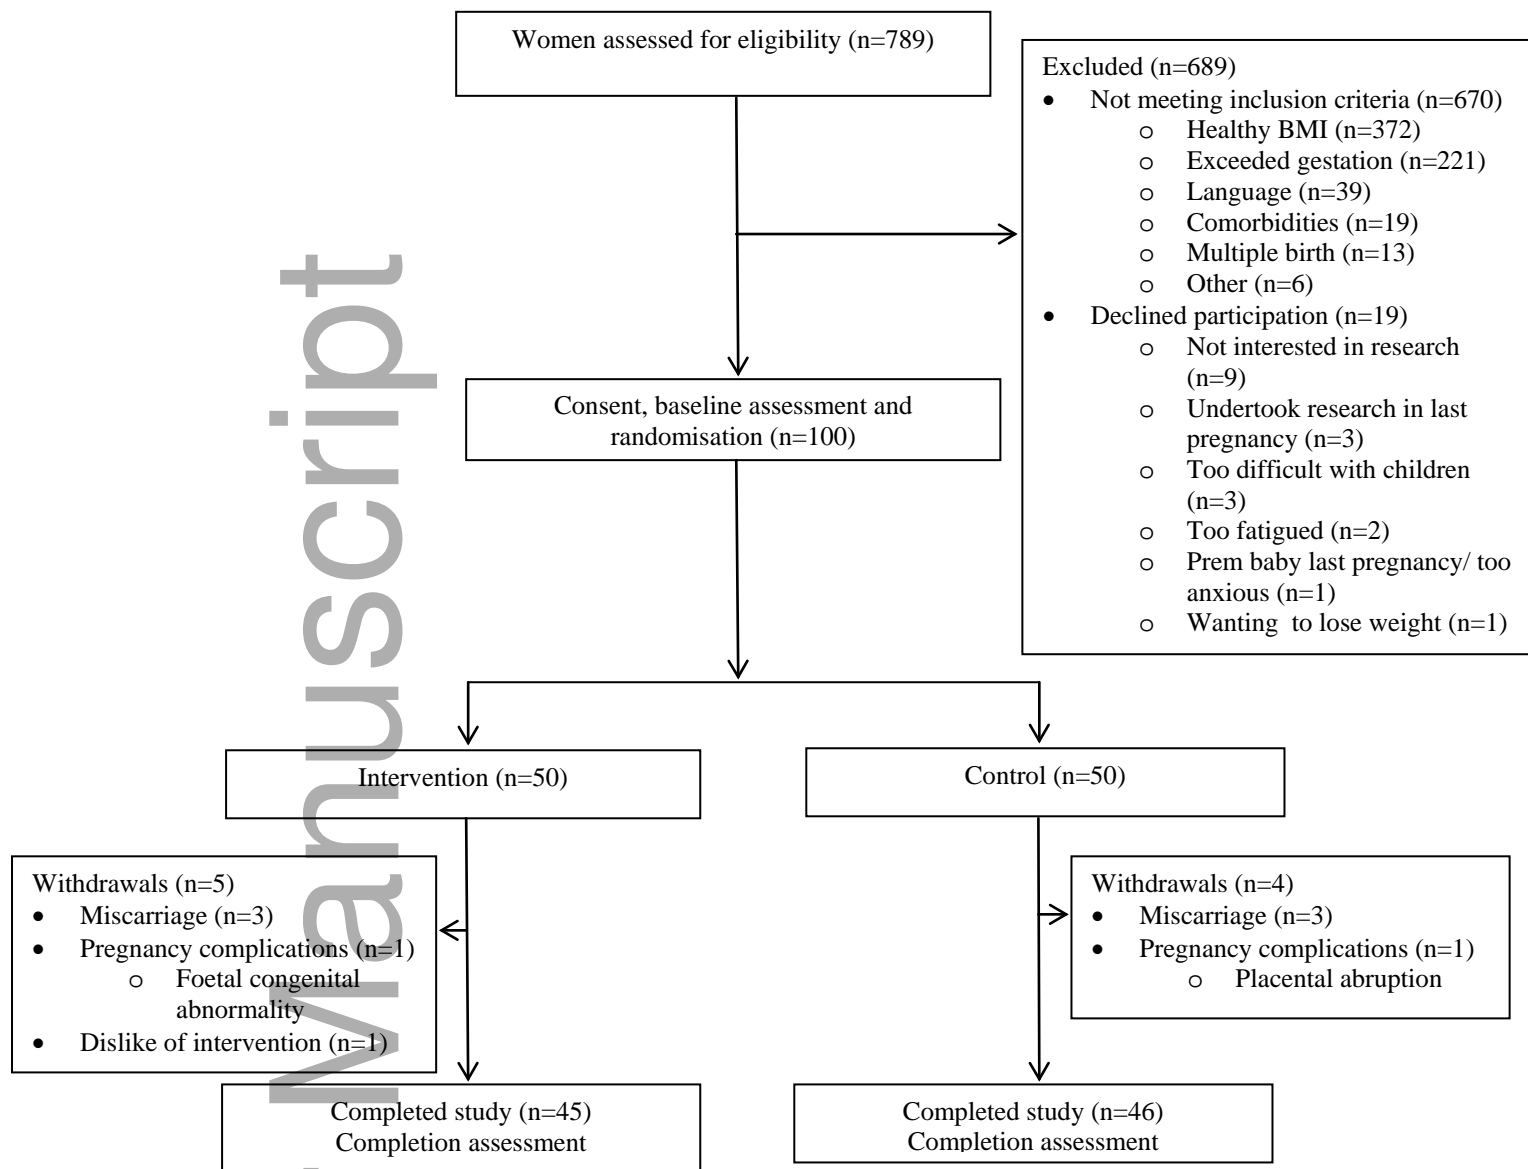 Women assessed for eligibility (n=789)
Excluded (n=689)
• Not meeting inclusion criteria (n=670)
o Healthy BMI (n=372)
o Exceeded gestation (n=221)
o Language (n=39)
o Comorbidities (n=19)
o Multiple birth (n=13)
o Other (n=6)
• Declined participation (n=19)
o Not interested in research
(n=9)
o Undertook research in last
pregnancy (n=3)
o Too difficult with children
(n=3)
o Too fatigued (n=2)
o Prem baby last pregnancy/ too
anxious (n=1)
o Wanting to lose weight (n=1)
Consent, baseline assessment and
randomisation (n=100)
Intervention (n=50)
Control (n=50)
Withdrawals (n=5)
• Miscarriage (n=3)
• Pregnancy complications (n=1)
o Foetal congenital
abnormality
• Dislike of intervention (n=1)
Withdrawals (n=4)
• Miscarriage (n=3)
• Pregnancy complications (n=1)
o Placental abruption
Completed study (n=45)
Completion assessment
Completed study (n=46)
Completion assessment
Manuscript